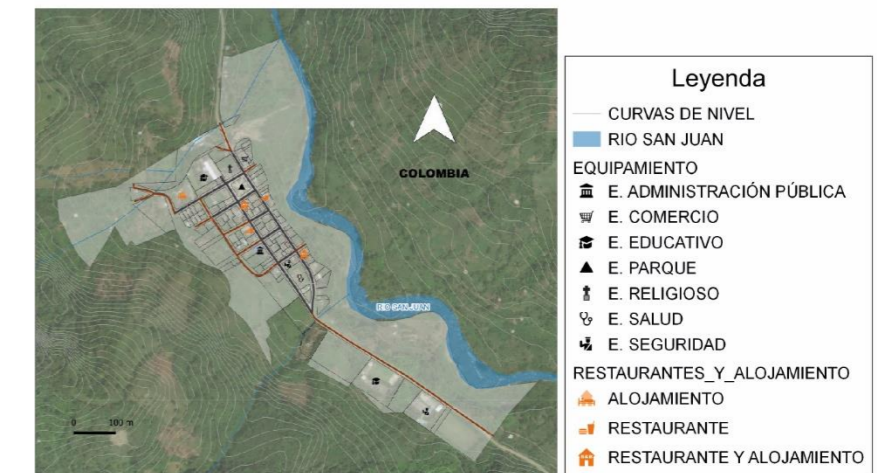 COLOMBIA
RIO SAN JUAN
0 100 m
Leyenda
CURVAS DE NIVEL
RIO SAN JUAN
EQUIPAMIENTO
E. ADMINISTRACIÓN PÚBLICA
E. COMERCIO
E. EDUCATIVO
E. PARQUE
E. RELIGIOSO
E. SALUD
E. SEGURIDAD
RESTAURANTES_Y_ALOJAMIENTO
ALOJAMIENTO
RESTAURANTE
RESTAURANTE Y ALOJAMIENTO